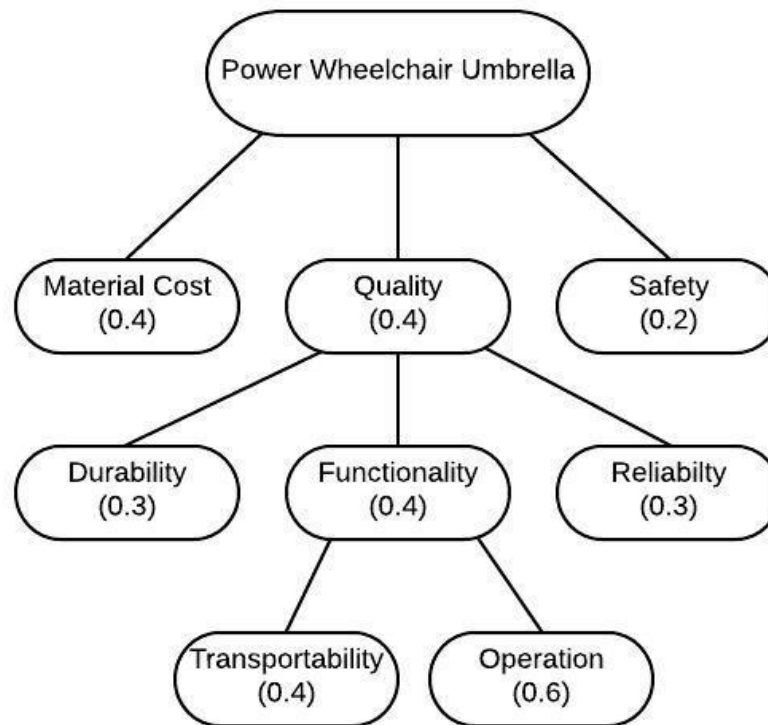 Power Wheelchair Umbrella
Material Cost
(0.4)
Quality
(0.4)
Safety
(0.2)
Durability
(0.3)
Functionality
(0.4)
Reliabilty
(0.3)
Transportability
(0.4)
Operation
(0.6)